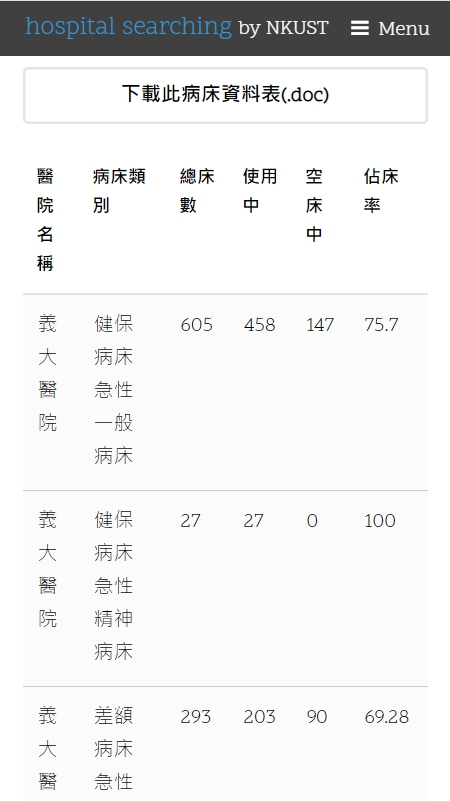 hospital searching by NKUST Menu
下載此病床資料表(.doc)
醫院名稱 病床類別 總床數 使用中 空床中 佔床率
義大醫院 健保病床急性一般病床 605 458 147 75.7
義大醫院 健保病床急性精神病床 27 27 0 100
義大醫 差額病床急性 293 203 90 69.28